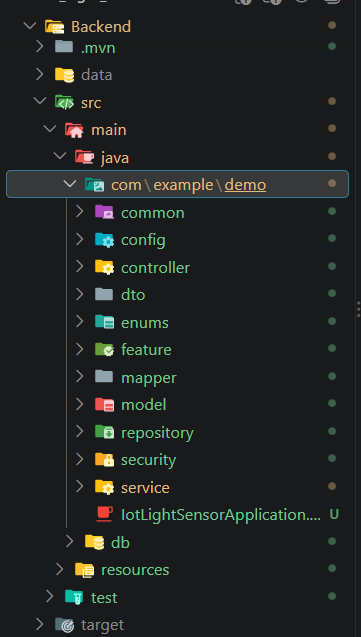 Backend
.mvn
data
src
main
java
com\example\demo
common
config
controller
dto
enums
feature
mapper
model
repository
security
service
IotLightSensorApplication.... U
db
resources
test
target